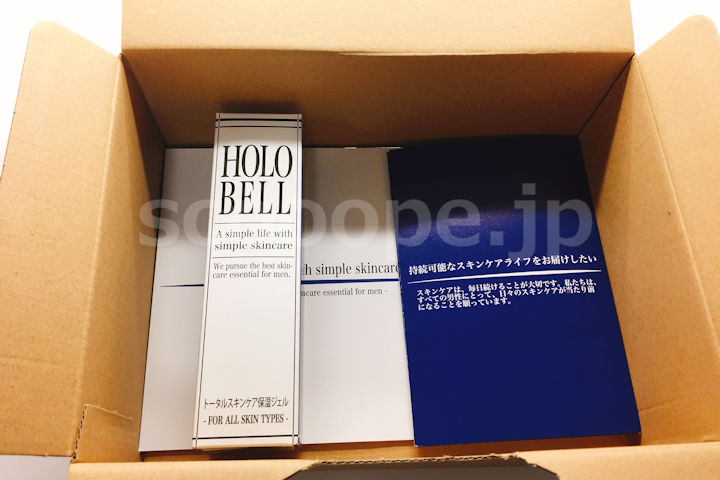 HOLO
BELL
A simple life with
simple skincare
We pursue the best skin-
care essential for men.
トータルスキンケア保湿ジェル
- FOR ALL SKIN TYPES -
h simple skincare
ncare essential for men -
持続可能なスキンケアライフをお届けしたい
スキンケアは、毎日続けることが大切です。私たちは、
すべての男性にとって、日々のスキンケアが当たり前
になることを願っています。